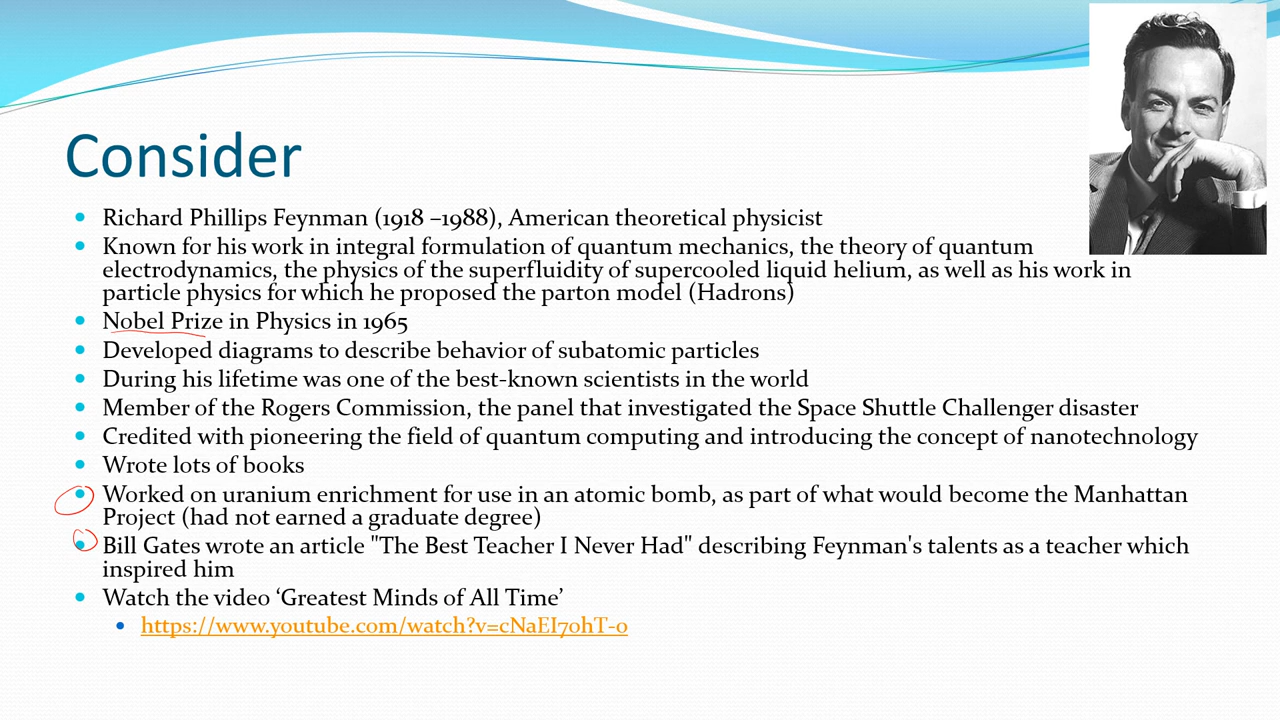 Consider
• Richard Phillips Feynman (1918 –1988), American theoretical physicist
• Known for his work in integral formulation of quantum mechanics, the theory of quantum
electrodynamics, the physics of the superfluidity of supercooled liquid helium, as well as his work in
particle physics for which he proposed the parton model (Hadrons)
• Nobel Prize in Physics in 1965
• Developed diagrams to describe behavior of subatomic particles
• During his lifetime was one of the best-known scientists in the world
• Member of the Rogers Commission, the panel that investigated the Space Shuttle Challenger disaster
• Credited with pioneering the field of quantum computing and introducing the concept of nanotechnology
• Wrote lots of books
• Worked on uranium enrichment for use in an atomic bomb, as part of what would become the Manhattan
Project (had not earned a graduate degree)
• Bill Gates wrote an article "The Best Teacher I Never Had" describing Feynman's talents as a teacher which
inspired him
• Watch the video ‘Greatest Minds of All Time’
• https://www.youtube.com/watch?v=cNaEI7ohT-0